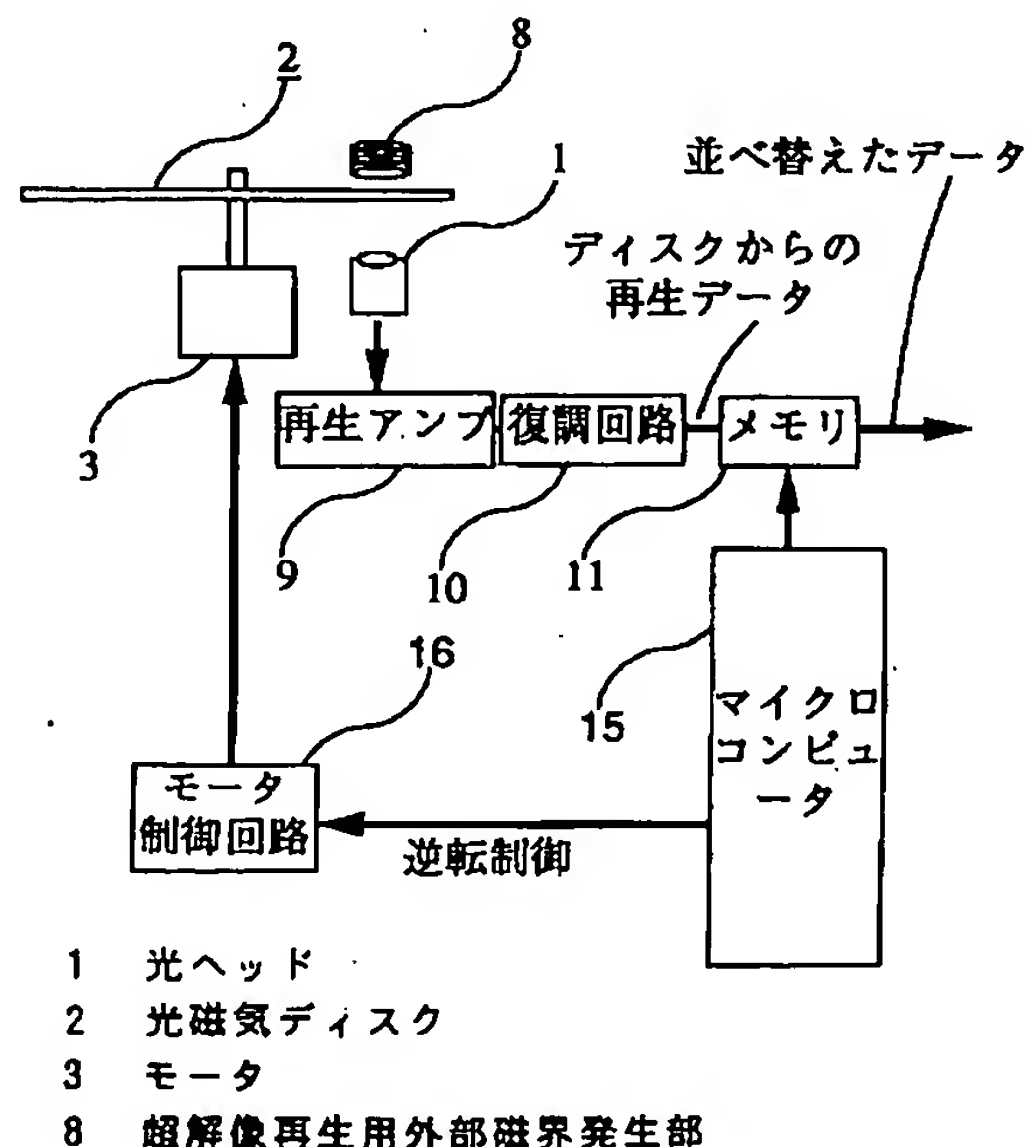 2
8
1
並べ替えたデータ
ディスクからの
再生データ
再生アンプ
復調回路
メモリ
3
9
10
11
16
15
マイクロ
コンピュ
ータ
モータ
制御回路
逆転制御
1 光ヘッド
2 光磁気ディスク
3 モータ
8 超解像再生用外部磁界発生部